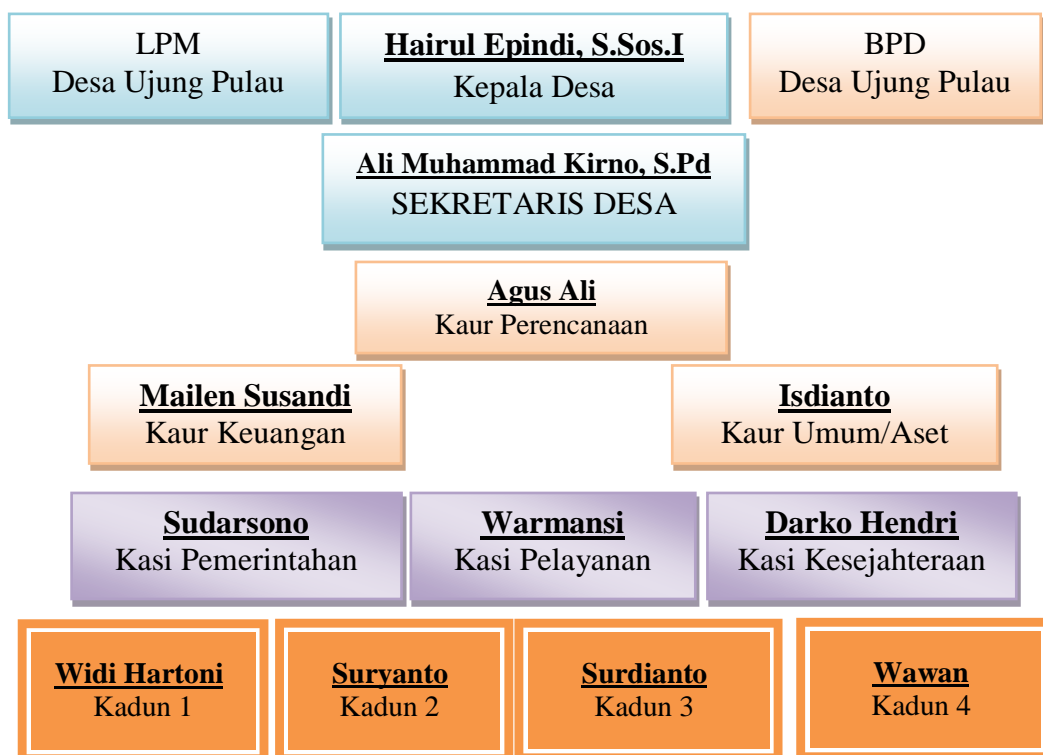 LPM
Desa Ujung Pulau
Hairul Epindi, S.Sos.I
Kepala Desa
BPD
Desa Ujung Pulau
Ali Muhammad Kirno, S.Pd
SEKRETARIS DESA
Agus Ali
Kaur Perencanaan
Mailen Susandi
Kaur Keuangan
Isdianto
Kaur Umum/Aset
Sudarsono
Kasi Pemerintahan
Warmansi
Kasi Pelayanan
Darko Hendri
Kasi Kesejahteraan
Widi Hartoni
Kadun 1
Suryanto
Kadun 2
Surdianto
Kadun 3
Wawan
Kadun 4